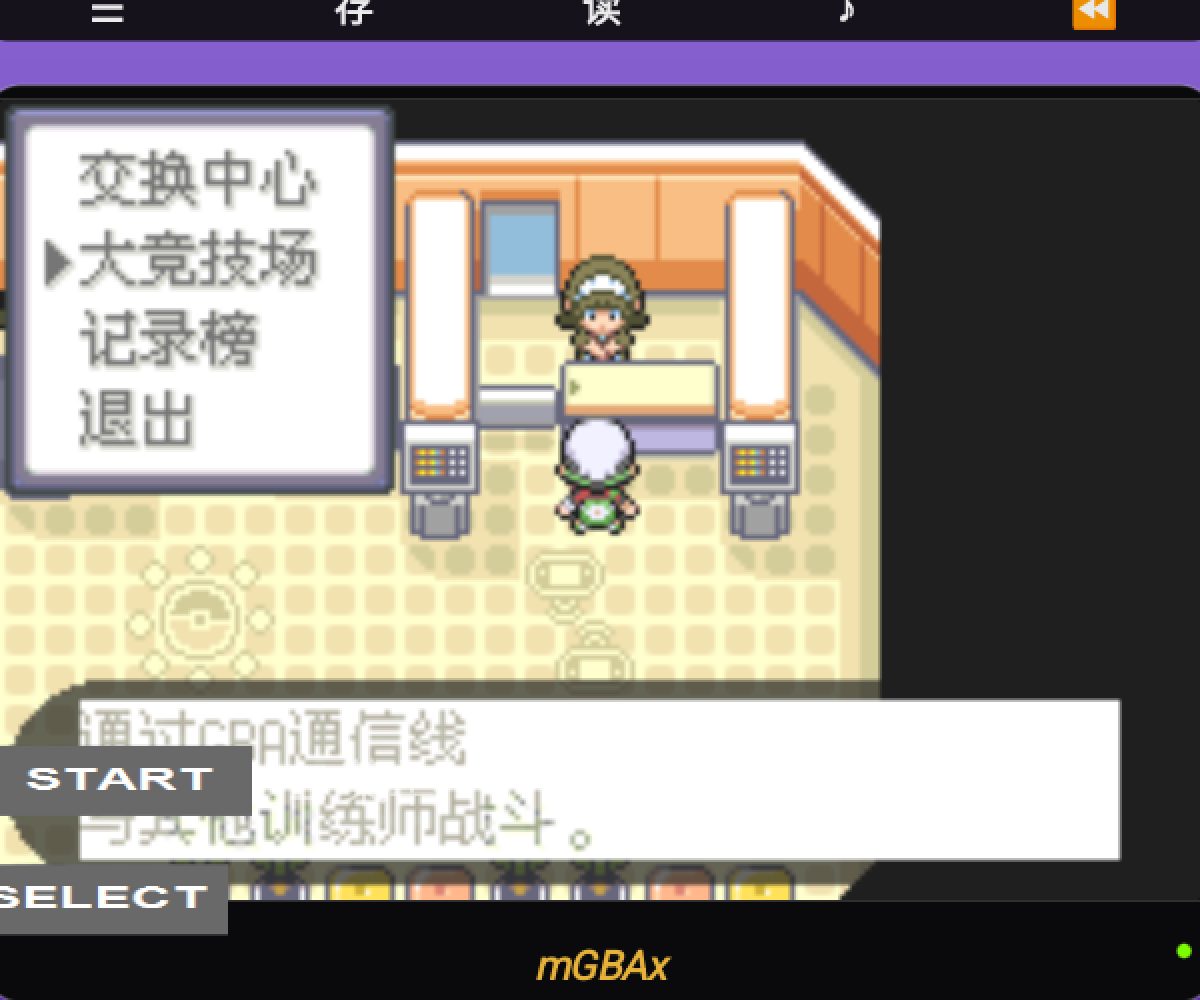 存 读
交换中心
大竞技场
记录榜
退出
通过GBA通信线
与其他训练师战斗。
START
SELECT
mGBAx